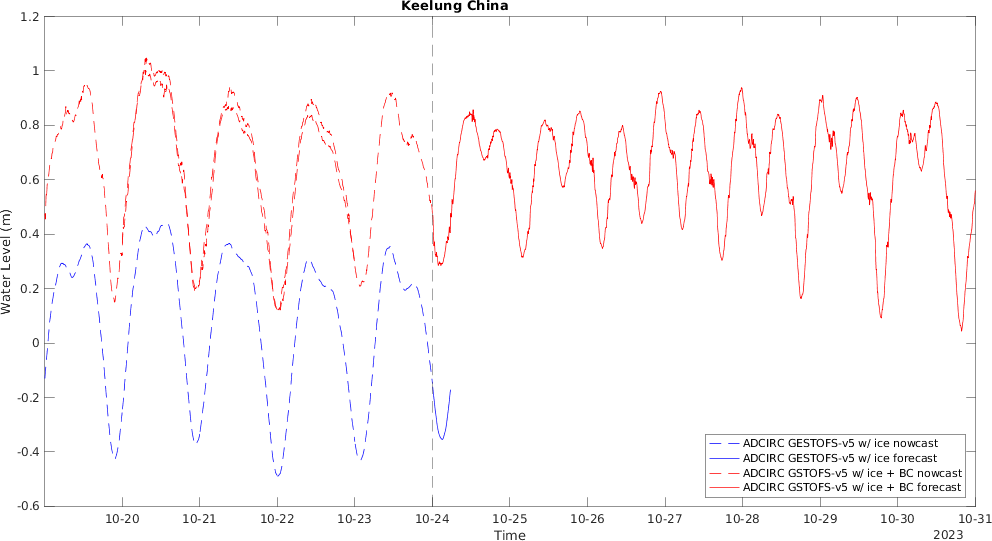 Keelung China
1.2
1
0.8
0.6
0.4
0.2
0
-0.2
-0.4
-0.6
Water Level (m)
10-20 10-21 10-22 10-23 10-24 10-25 10-26 10-27 10-28 10-29 10-30 10-31
Time
2023
ADCIRC GESTOFS-v5 w/ ice nowcast
ADCIRC GESTOFS-v5 w/ ice forecast
ADCIRC GSTOFS-v5 w/ ice + BC nowcast
ADCIRC GSTOFS-v5 w/ ice + BC forecast